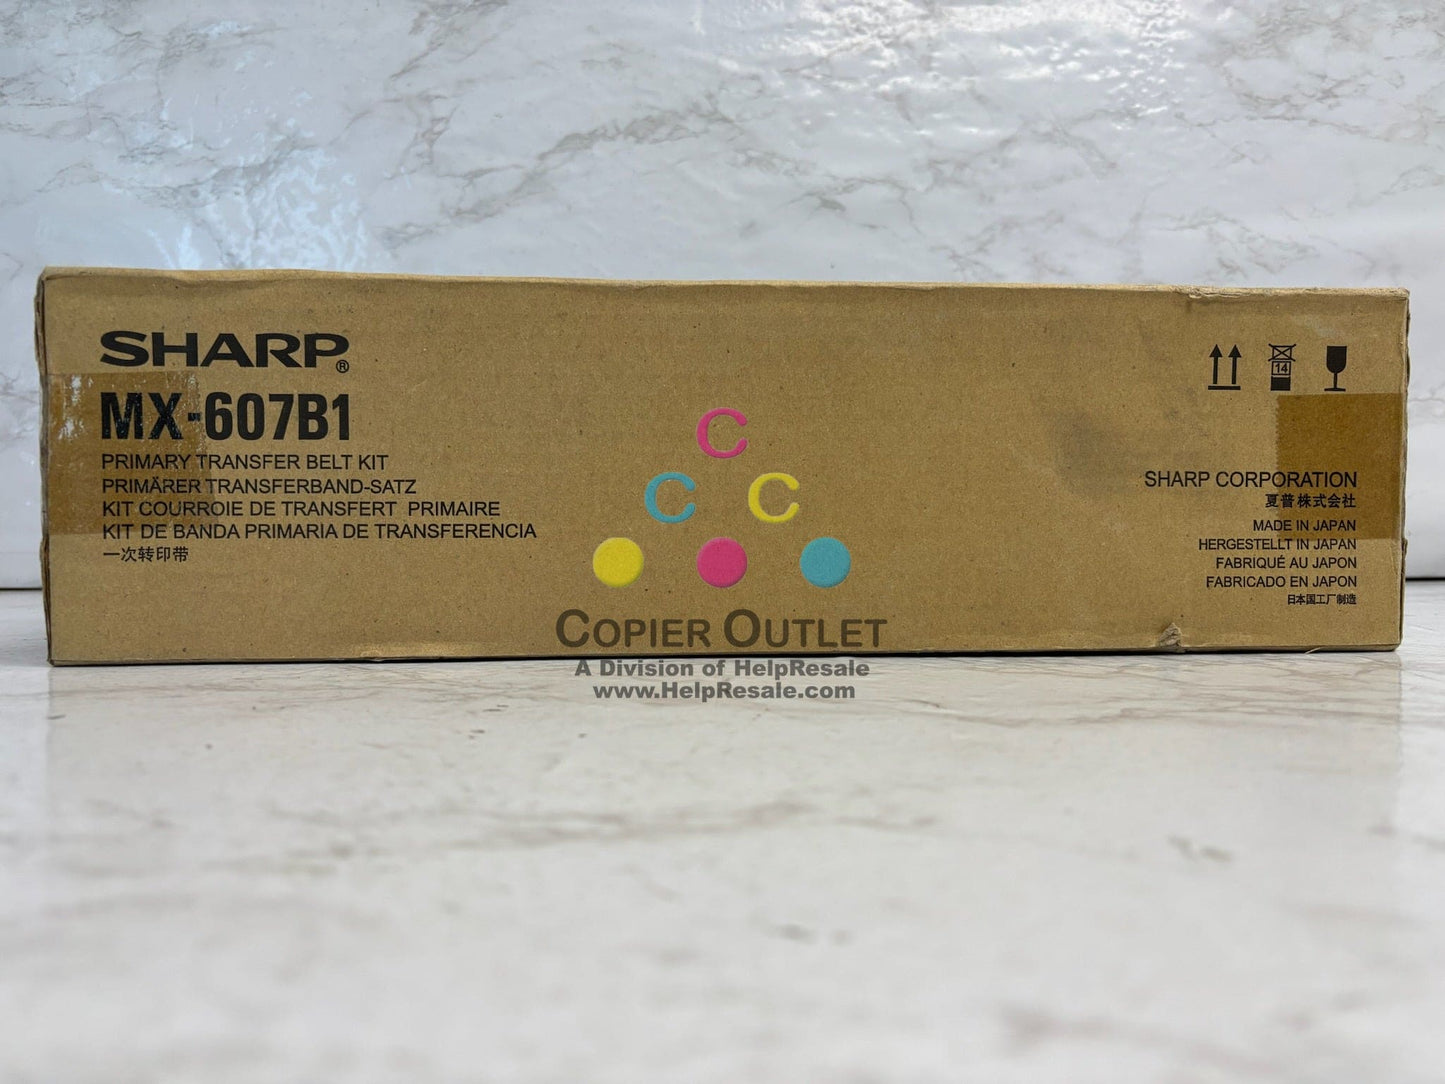 SHARP®
MX-607B1
PRIMARY TRANSFER BELT KIT
PRIMÄRER TRANSFERBAND-SATZ
KIT COURROIE DE TRANSFERT PRIMAIRE
KIT DE BANDA PRIMARIA DE TRANSFERENCIA
一次转印带
14
SHARP CORPORATION
夏普株式会社
MADE IN JAPAN
HERGESTELLT IN JAPAN
FABRIQUÉ AU JAPON
FABRICADO EN JAPON
日本国工厂制造
C
C C
COPIER OUTLET
A Division of HelpResale
www.HelpResale.com